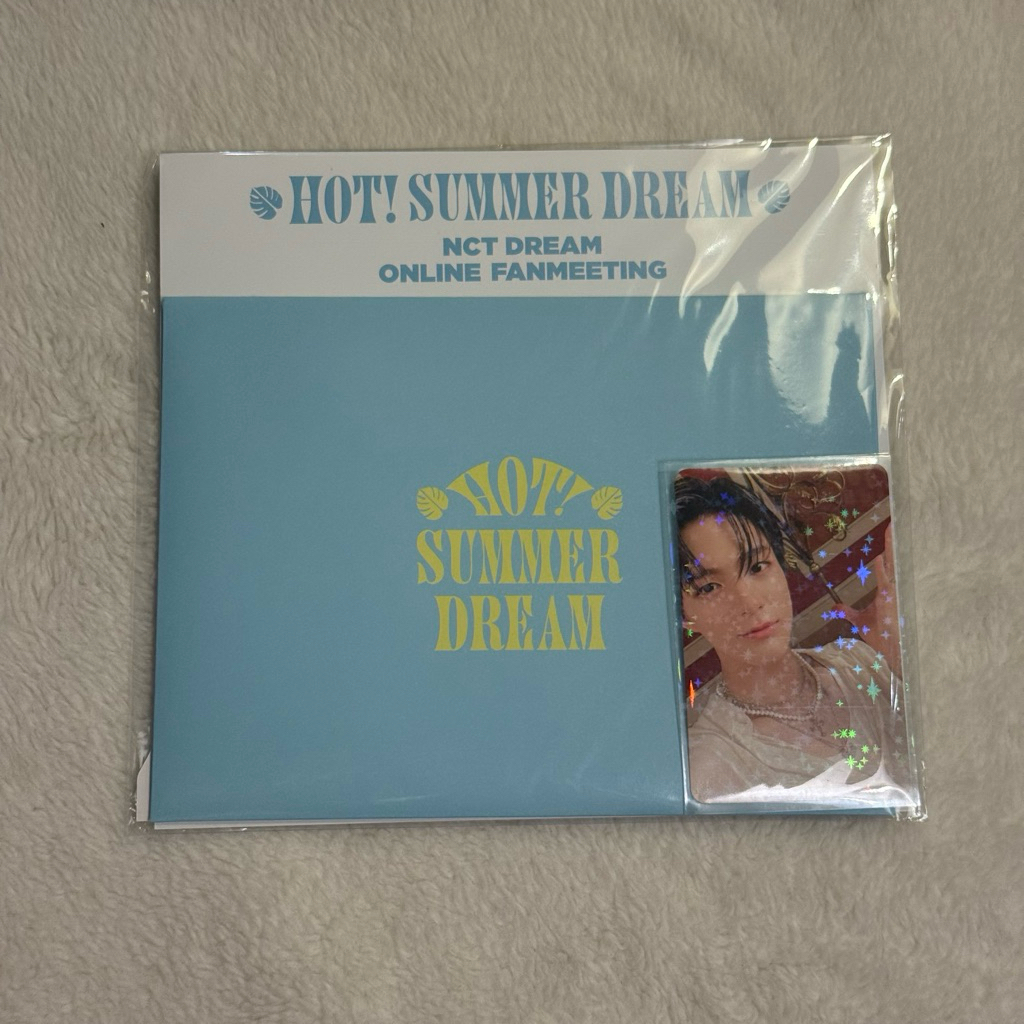 HOT! SUMMER DREAM
NCT DREAM
ONLINE FANMEETING
HOT!
SUMMER
DREAM